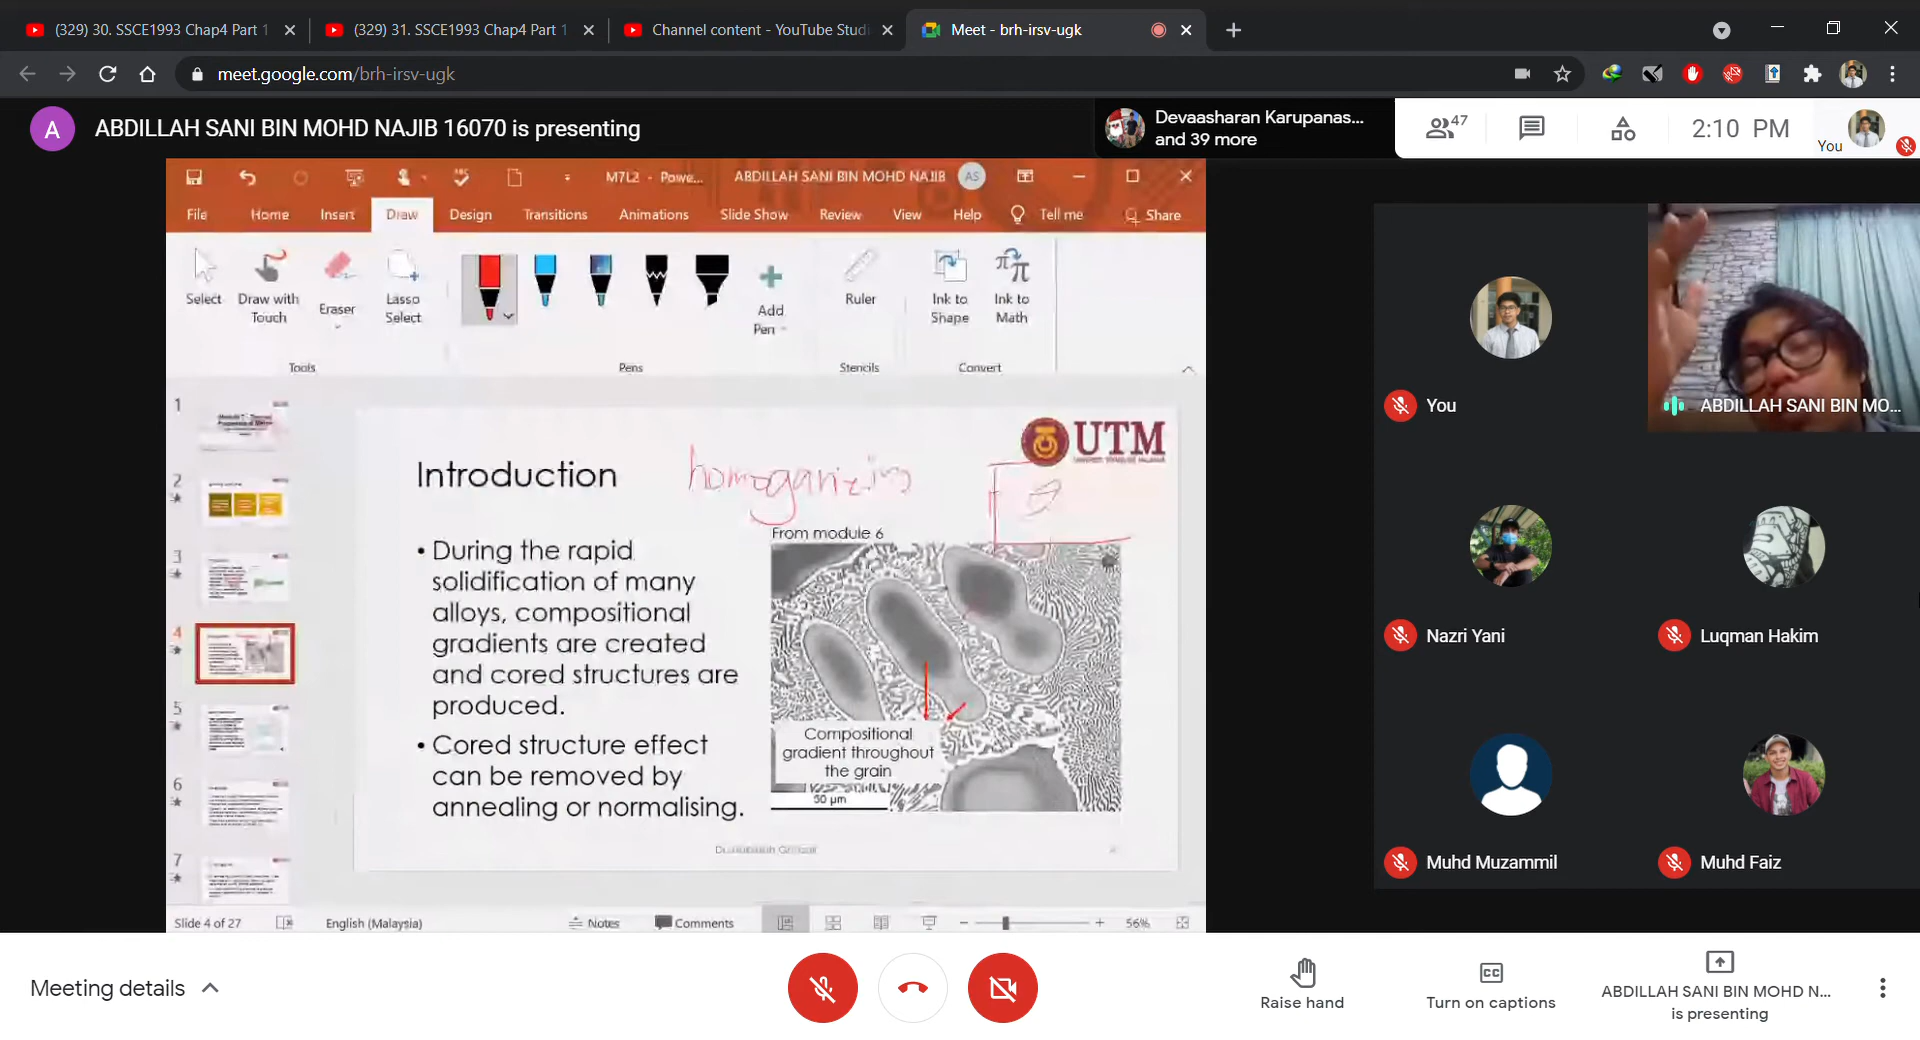 (329) 30. SSCE1993 Chap4 Part 1
(329) 31. SSCE1993 Chap4 Part 1
Channel content - YouTube Studi
Meet - brh-irsv-ugk
meet.google.com/brh-irsv-ugk
A
ABDILLAH SANI BIN MOHD NAJIB 16070 is presenting
Devaasharan Karupanas...
and 39 more
47
2:10 PM
You
M7L2 - Powe...
ABDILLAH SANI BIN MOHD NAJIB
AS
File
Home
Insert
Draw
Design
Transitions
Animations
Slide Show
Review
View
Help
Tell me
Share
Select
Draw with
Touch
Eraser
Lasso
Select
Add
Pen
Ruler
Ink to
Shape
Ink to
Math
Tools
Pens
Stencils
Convert
1
2
3
4
5
6
7
UTM
Introduction
homoganizing
From module 6
• During the rapid
solidification of many
alloys, compositional
gradients are created
and cored structures are
produced.
• Cored structure effect
can be removed by
annealing or normalising.
Compositional
gradient throughout
the grain
50 μm
Slide 4 of 27
English (Malaysia)
Notes
Comments
56%
You
ABDILLAH SANI BIN MO...
Nazri Yani
Luqman Hakim
Muhd Muzammil
Muhd Faiz
Meeting details
Raise hand
Turn on captions
ABDILLAH SANI BIN MOHD N...
is presenting